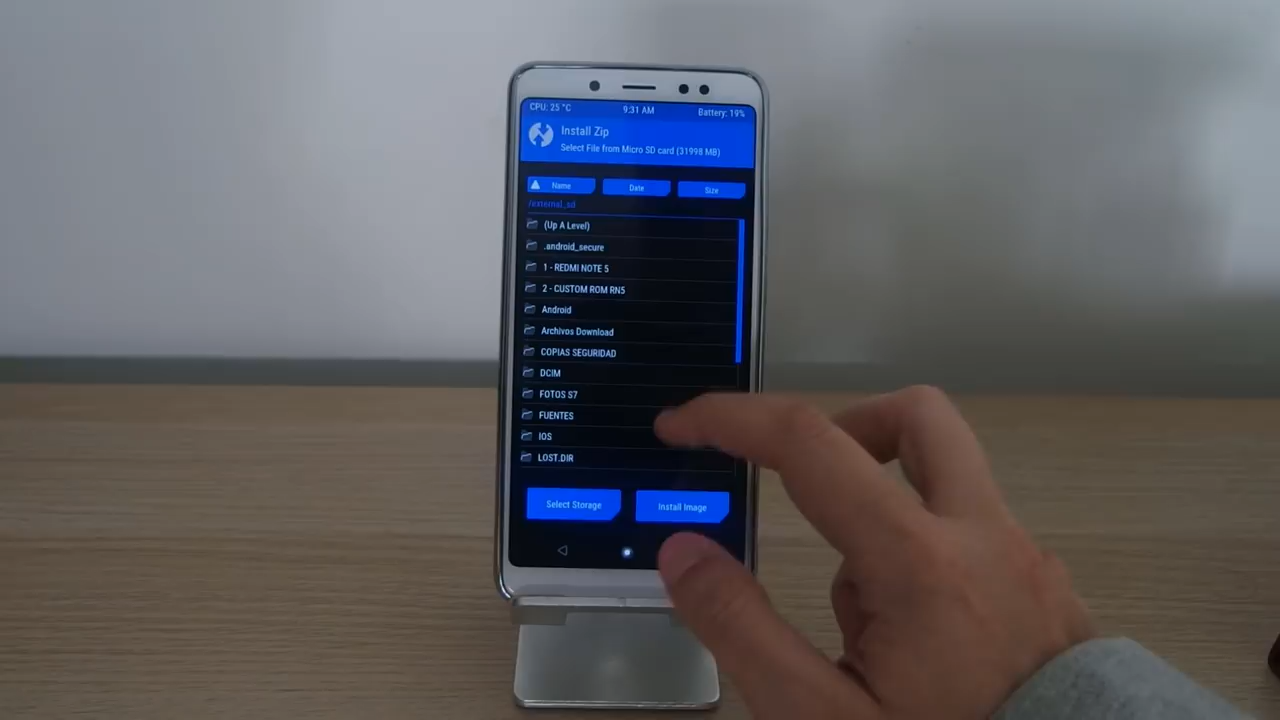 CPU: 25 °C 9:31 AM Battery: 19%
Install Zip
Select File from Micro SD card (31998 MB)
Name Date Size
/external_sd
(Up A Level)
.android_secure
1 - REDMI NOTE 5
2 - CUSTOM ROM RN5
Android
Archivos Download
COPIAS SEGURIDAD
DCIM
FOTOS S7
FUENTES
IOS
LOST.DIR
Select Storage Install Image